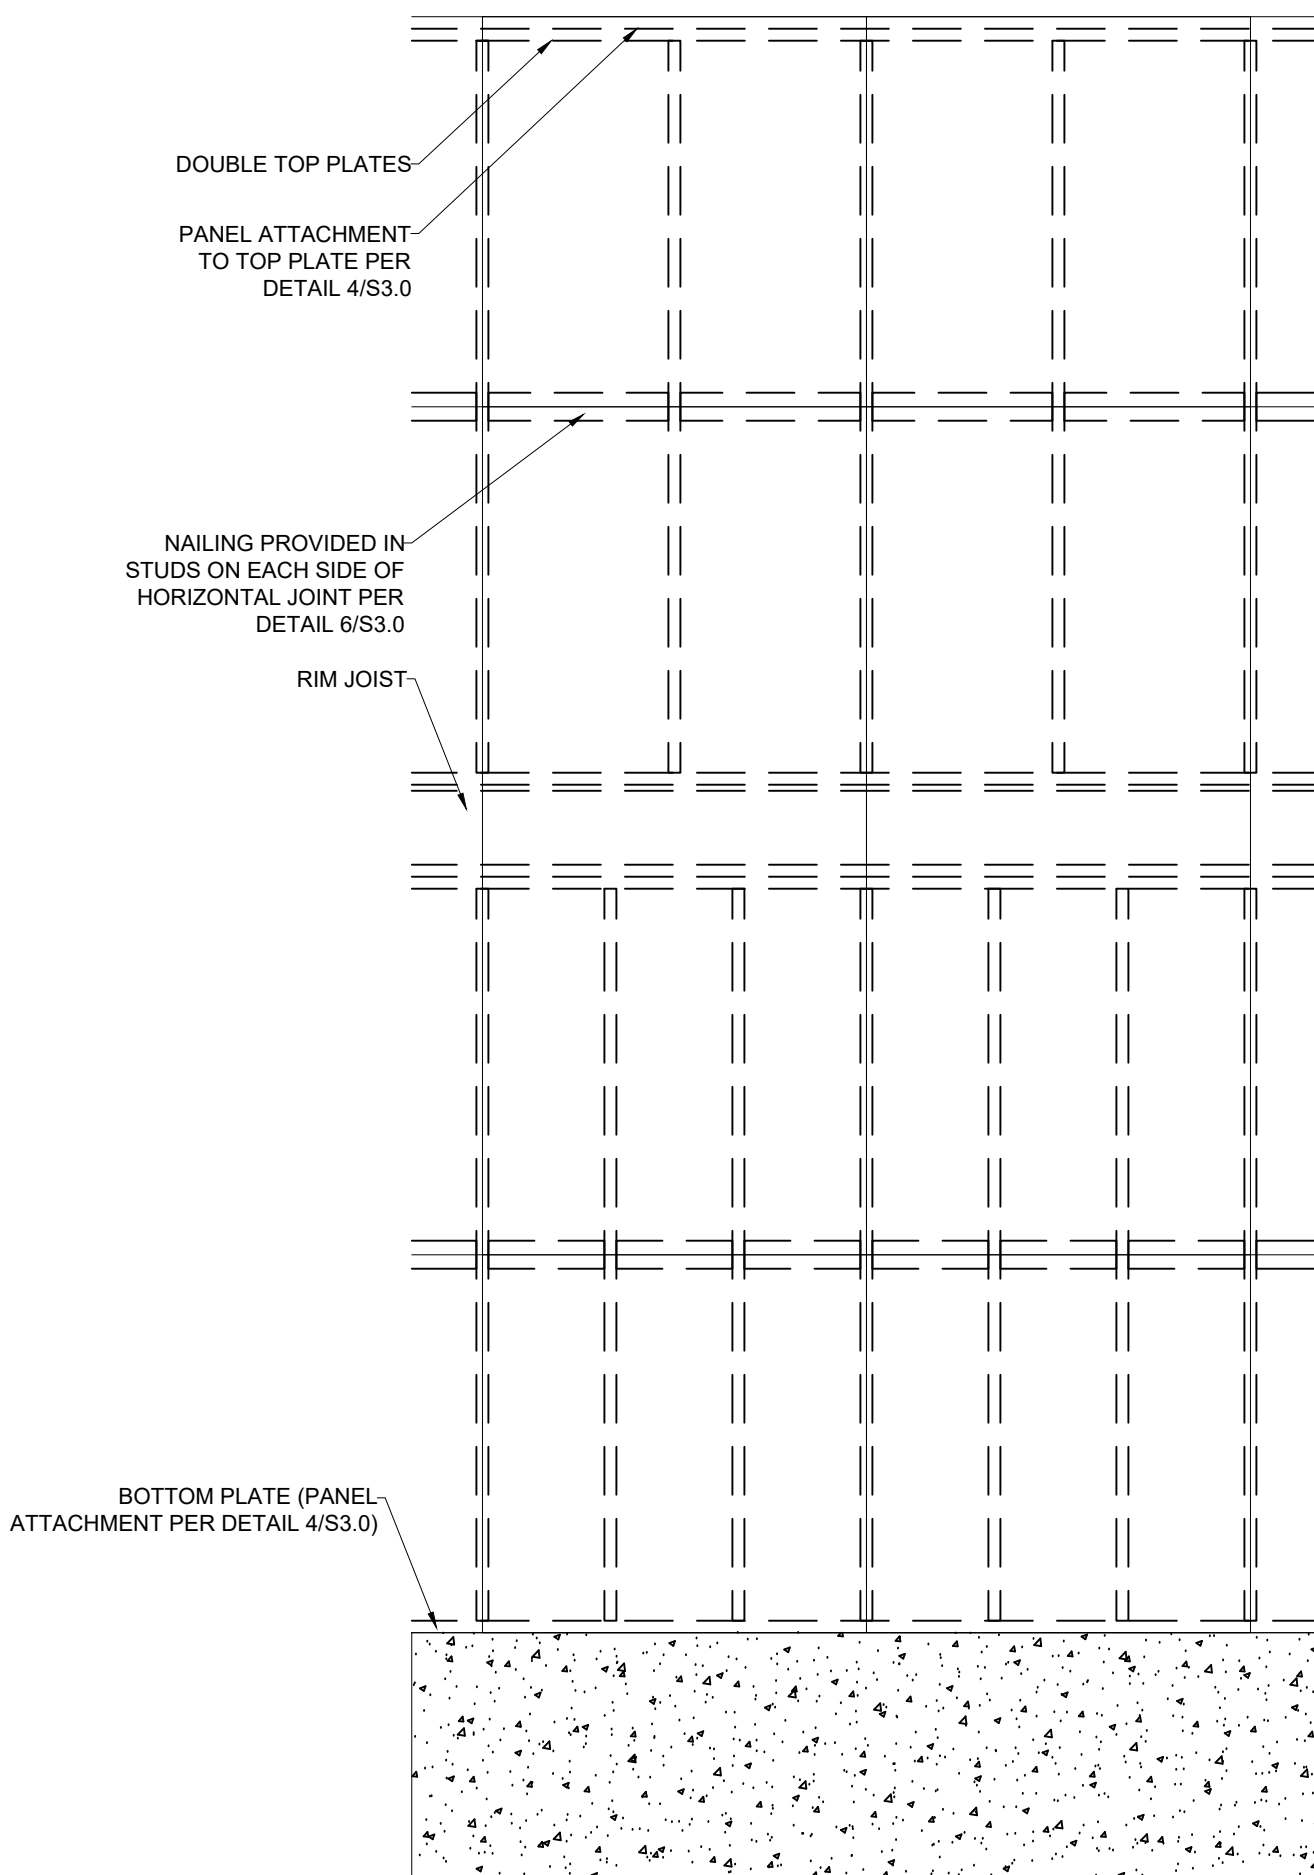 DOUBLE TOP PLATES
PANEL ATTACHMENT
TO TOP PLATE PER
DETAIL 4/S3.0
NAILING PROVIDED IN
STUDS ON EACH SIDE OF
HORIZONTAL JOINT PER
DETAIL 6/S3.0
RIM JOIST
BOTTOM PLATE (PANEL
ATTACHMENT PER DETAIL 4/S3.0)